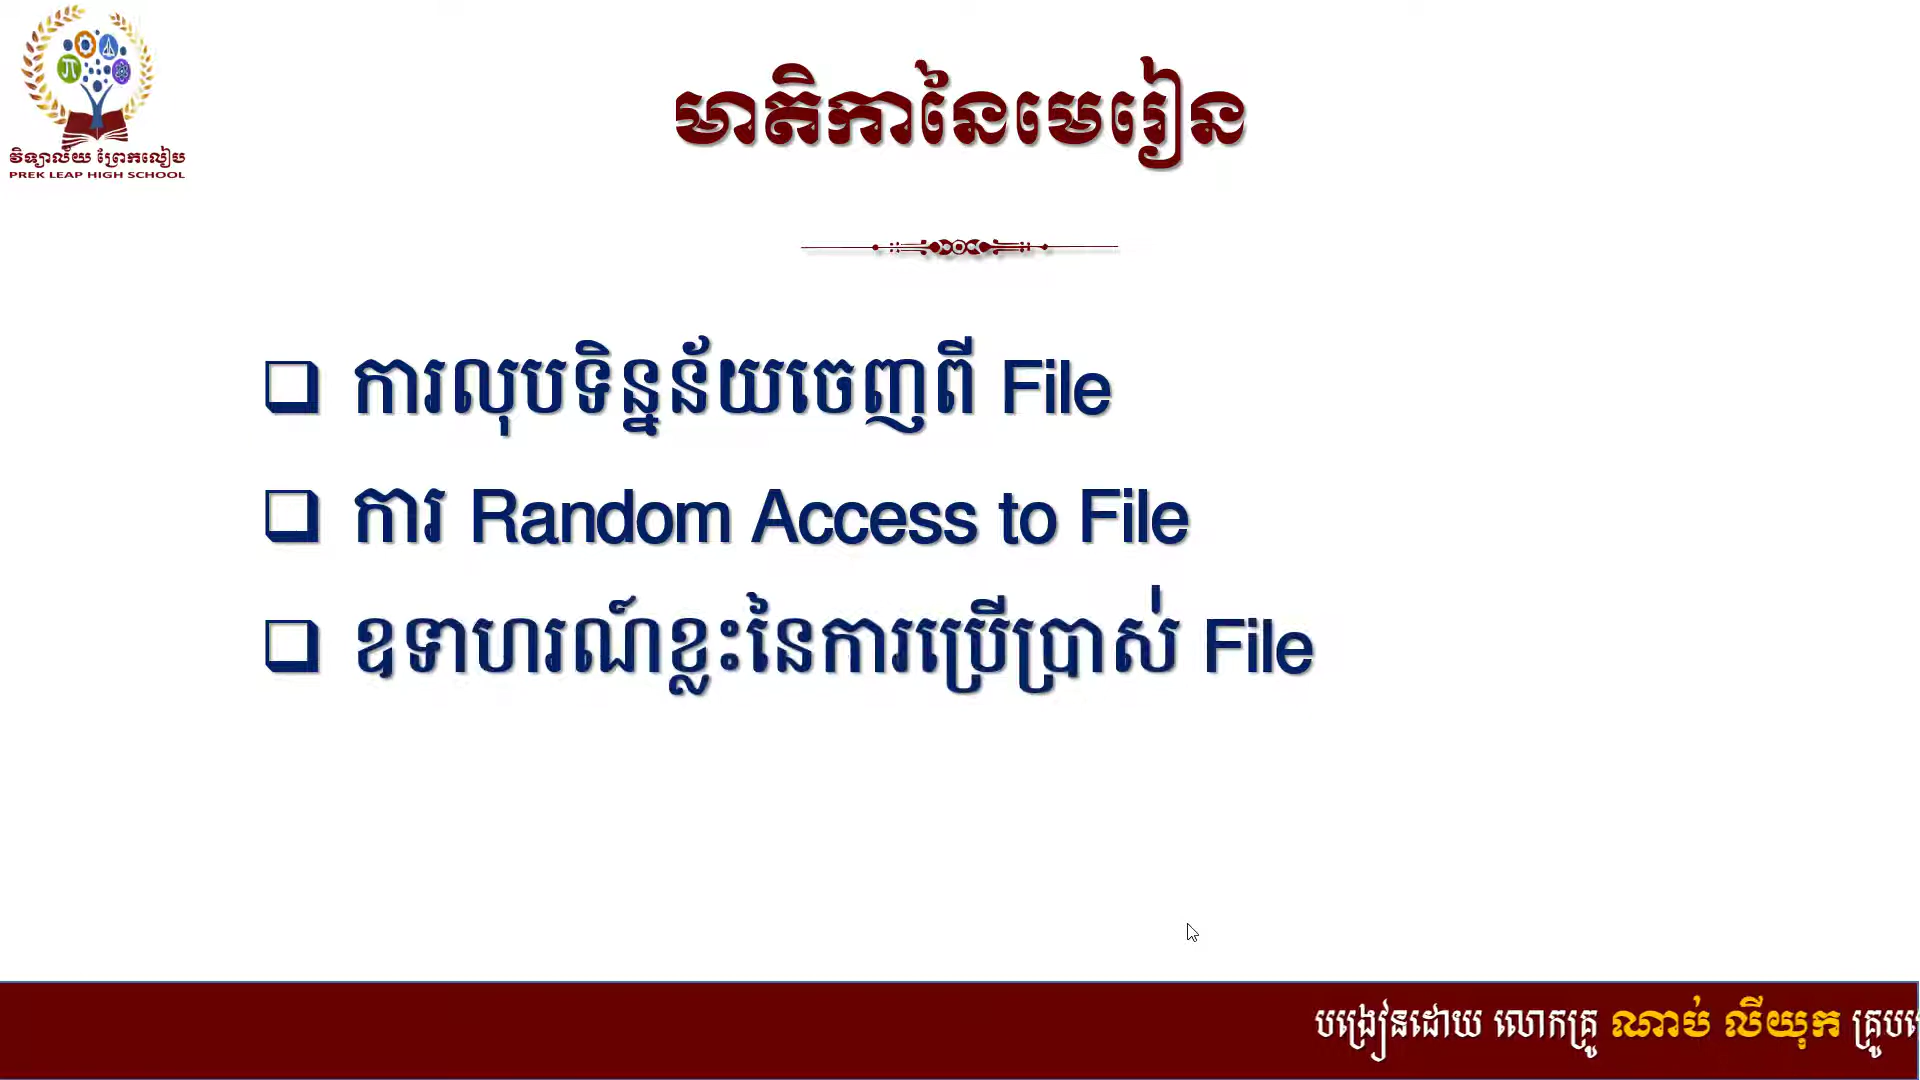 វិទ្យាល័យ ព្រែកលៀប
PREK LEAP HIGH SCHOOL
មាតិកានៃមេរៀន
ការលុបទិន្នន័យចេញពី File
ការ Random Access to File
ឧទាហរណ៍ខ្លះនៃការប្រើប្រាស់ File
បង្រៀនដោយ លោកគ្រូ ណាប់ លីយុក